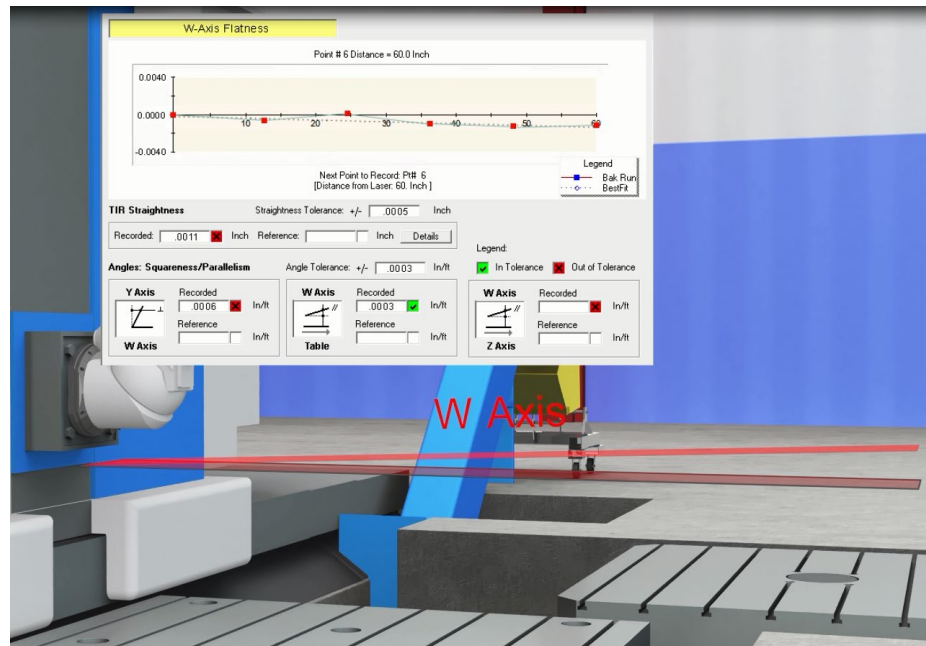 W-Axis Flatness
Point # 6 Distance = 60.0 Inch
0.0040
0.0000
10 20 30 40 50 60
-0.0040
Next Point to Record: Pt# 6
[Distance from Laser: 60. Inch ]
Legend
Bak Run
BestFit
TIR Straightness Straightness Tolerance: +/- .0005 Inch
Recorded: .0011 Inch Reference: Inch Details
Legend:
Angles: Squareness/Parallelism Angle Tolerance: +/- .0003 In/ft In Tolerance Out of Tolerance
Y Axis Recorded .0006 In/ft
Reference In/ft
W Axis
W Axis Recorded .0003 In/ft
Reference In/ft
Table
W Axis Recorded In/ft
Reference In/ft
Z Axis
W Axis